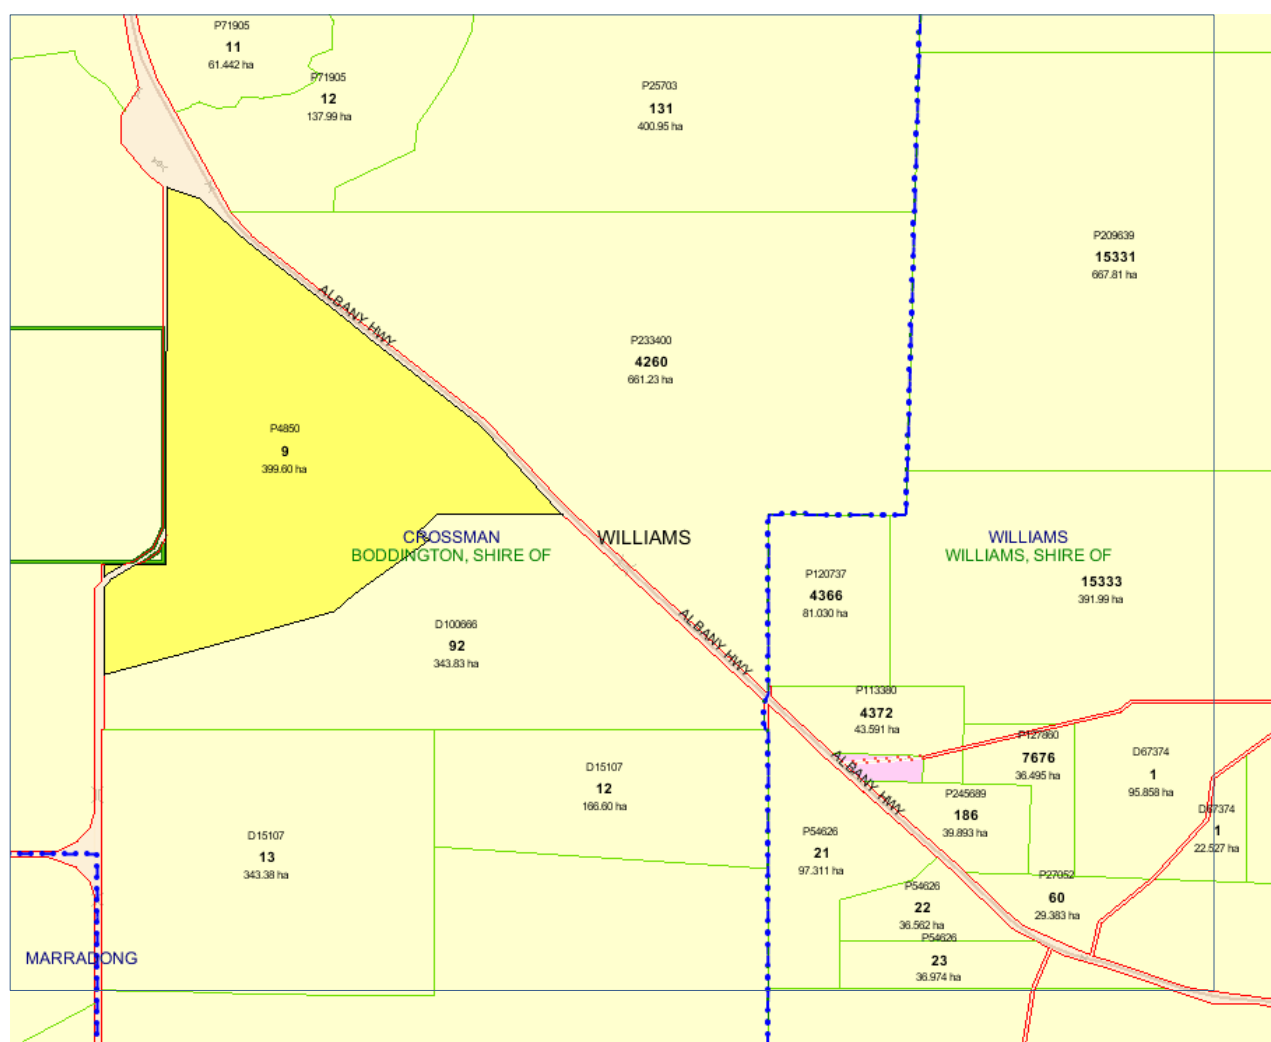 P71905
11
61.442 ha
P71905
12
137.99 ha
P25703
131
400.95 ha
P209639
15331
667.81 ha
ALBANY HWY
P233400
4260
661.23 ha
P4850
9
399.60 ha
CROSSMAN
BODDINGTON, SHIRE OF
WILLIAMS
WILLIAMS
WILLIAMS, SHIRE OF
P120737
4366
81.030 ha
15333
391.99 ha
D100666
92
343.83 ha
ALBANY HWY
P113380
4372
43.591 ha
P127860
7676
36.495 ha
D67374
1
95.858 ha
ALBANY HWY
D15107
12
166.60 ha
P245689
186
39.893 ha
D67374
1
22.527 ha
D15107
13
343.38 ha
P54626
21
97.311 ha
P27052
60
29.383 ha
P54626
22
36.562 ha
P54626
23
36.974 ha
MARRADONG